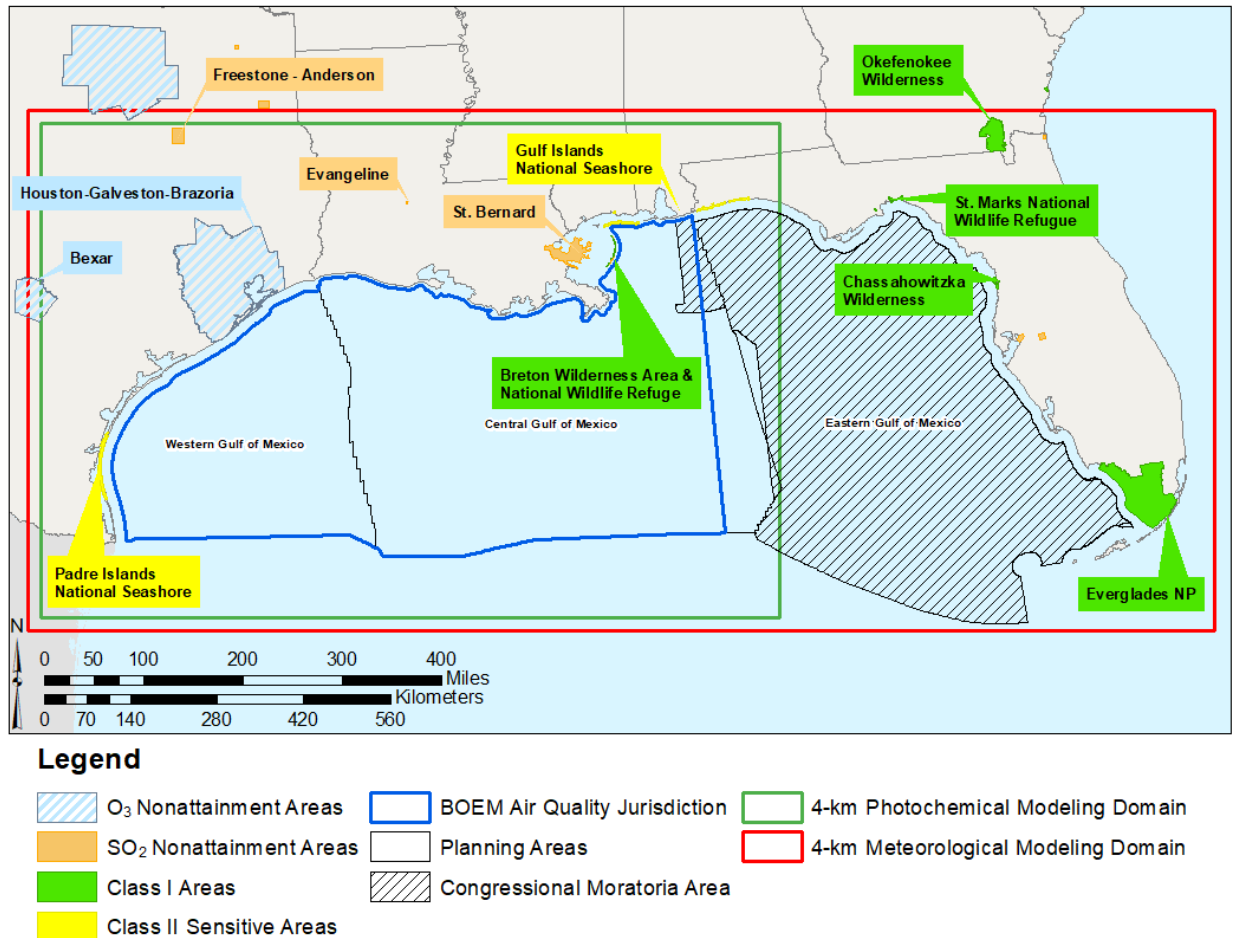 Freestone - Anderson
Okefenokee
Wilderness
Gulf Islands
National Seashore
Evangeline
Houston-Galveston-Brazoria
St. Bernard
St. Marks National
Wildlife Refugue
Bexar
Chassahowitzka
Wilderness
Breton Wilderness Area &
National Wildlife Refuge
Western Gulf of Mexico
Central Gulf of Mexico
Eastern Gulf of Mexico
Padre Islands
National Seashore
Everglades NP
N
0 50 100 200 300 400
Miles
Kilometers
0 70 140 280 420 560
Legend
O3 Nonattainment Areas
SO2 Nonattainment Areas
Class I Areas
Class II Sensitive Areas
BOEM Air Quality Jurisdiction
Planning Areas
Congressional Moratoria Area
4-km Photochemical Modeling Domain
4-km Meteorological Modeling Domain